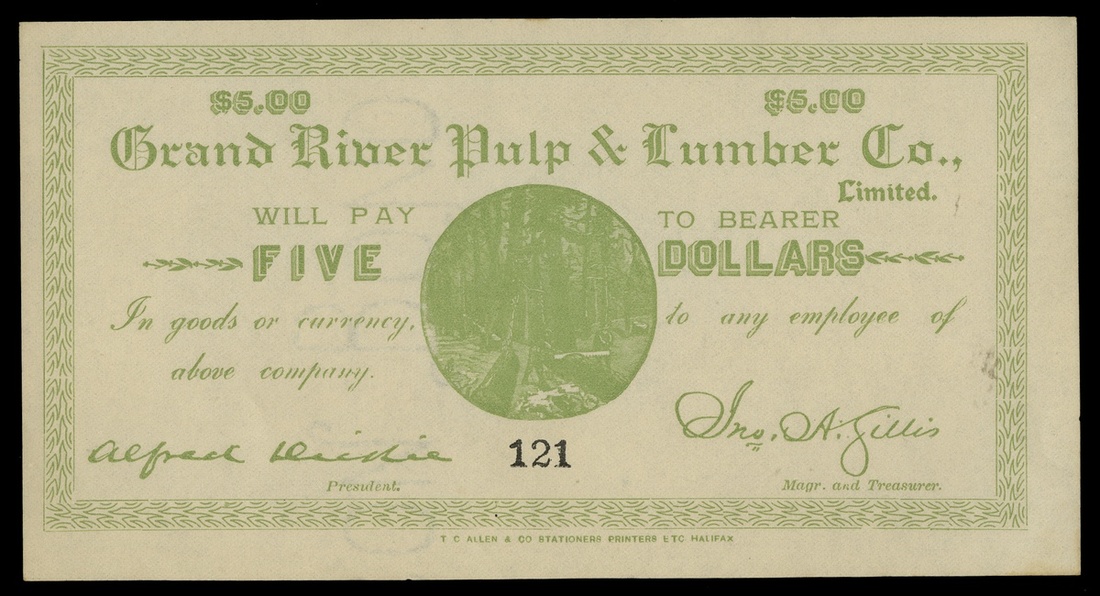 $5.00 $5.00
Grand River Pulp & Lumber Co.,
Limited.
WILL PAY TO BEARER
FIVE DOLLARS
In goods or currency, to any employee of
above company.
Alfred Dickie Jno. A. Gillis
121
President. Magr. and Treasurer.
T C ALLEN & CO STATIONERS PRINTERS ETC HALIFAX